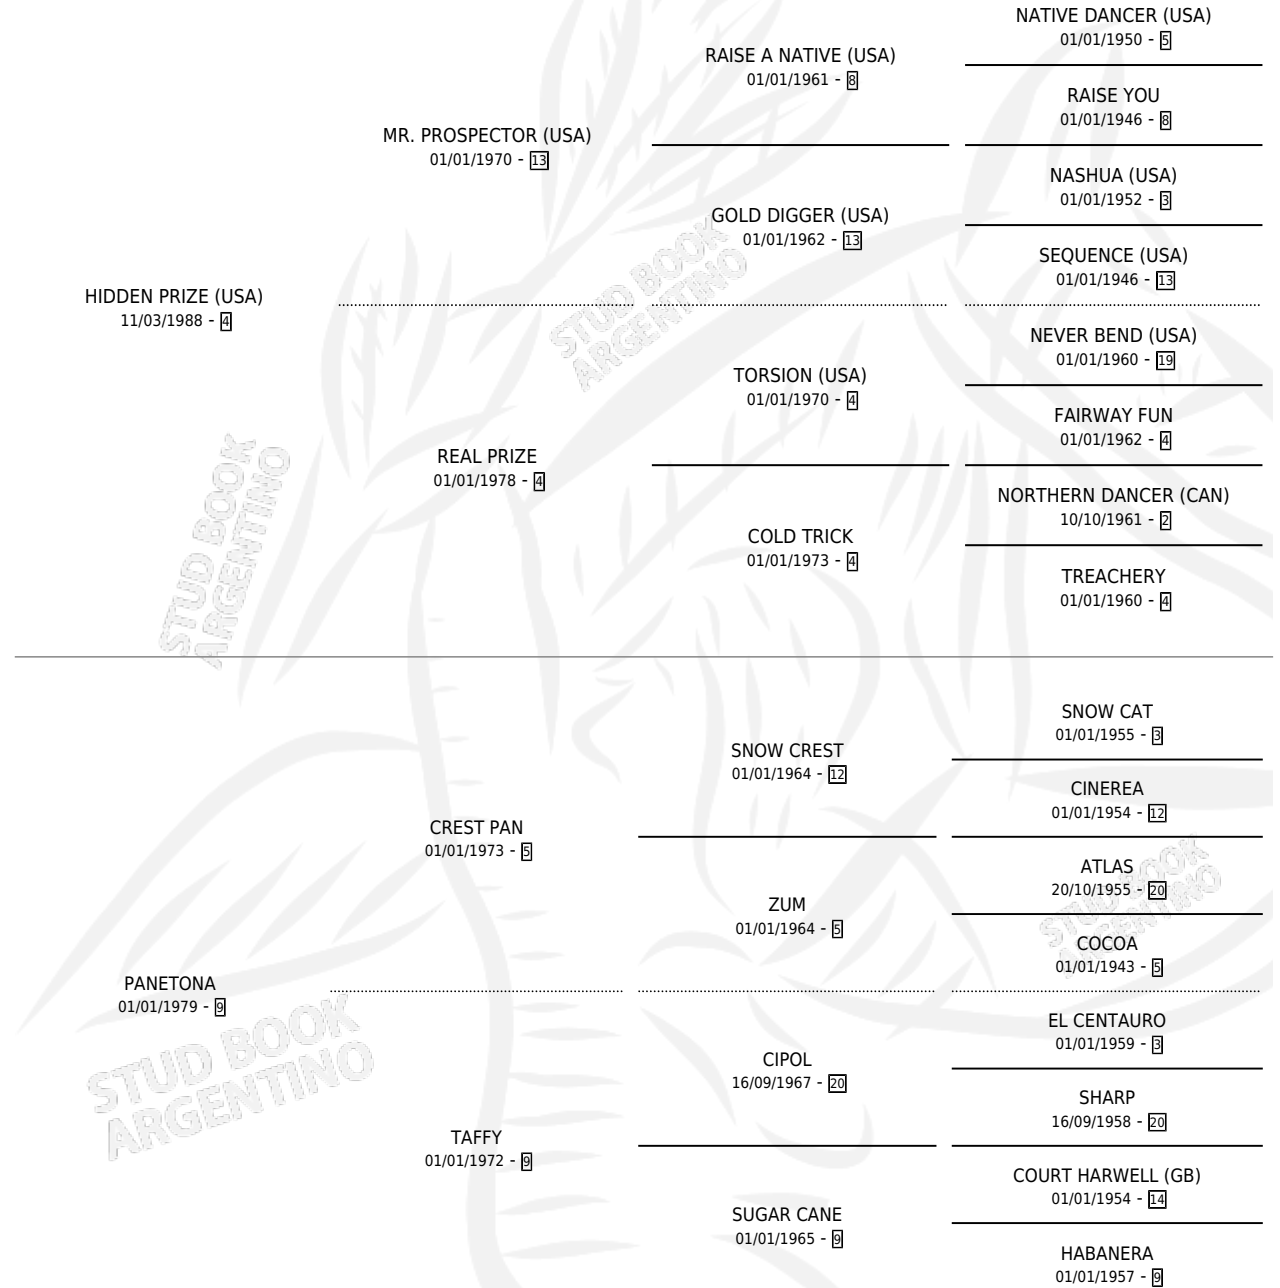 NATIVE DANCER (USA)
01/01/1950 - 5
RAISE A NATIVE (USA)
01/01/1961 - 8
RAISE YOU
01/01/1946 - 8
MR. PROSPECTOR (USA)
01/01/1970 - 13
NASHUA (USA)
01/01/1952 - 3
GOLD DIGGER (USA)
01/01/1962 - 13
SEQUENCE (USA)
01/01/1946 - 13
HIDDEN PRIZE (USA)
11/03/1988 - 4
STUD BOOK
ARGENTINO
NEVER BEND (USA)
01/01/1960 - 19
TORSION (USA)
01/01/1970 - 4
FAIRWAY FUN
01/01/1962 - 4
REAL PRIZE
01/01/1978 - 4
NORTHERN DANCER (CAN)
10/10/1961 - 2
COLD TRICK
01/01/1973 - 4
TREACHERY
01/01/1960 - 4
STUD BOOK
ARGENTINO
SNOW CAT
01/01/1955 - 3
SNOW CREST
01/01/1964 - 12
CINEREA
01/01/1954 - 12
CREST PAN
01/01/1973 - 5
ATLAS
20/10/1955 - 20
ZUM
01/01/1964 - 5
COCOA
01/01/1943 - 5
STUD BOOK
ARGENTINO
PANETONA
01/01/1979 - 9
EL CENTAURO
01/01/1959 - 3
CIPOL
16/09/1967 - 20
SHARP
16/09/1958 - 20
STUD BOOK
ARGENTINO
TAFFY
01/01/1972 - 9
COURT HARWELL (GB)
01/01/1954 - 14
SUGAR CANE
01/01/1965 - 9
HABANERA
01/01/1957 - 9